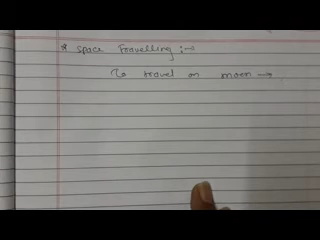 * Space Travelling :-
To travel on moon →